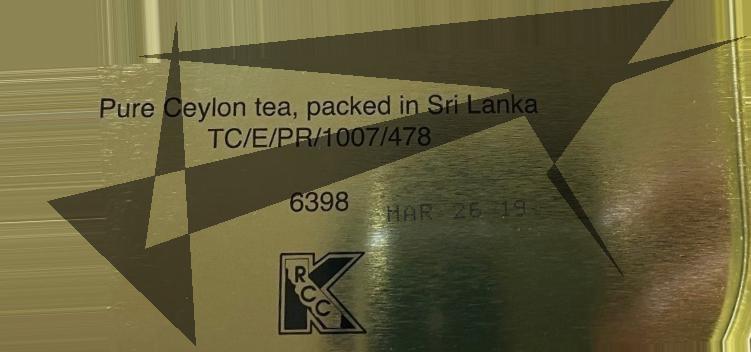 Pure Ceylon tea, packed in Sri Lanka
TC/E/PR/1007/478
6398
MAR 26 19
K
RCC